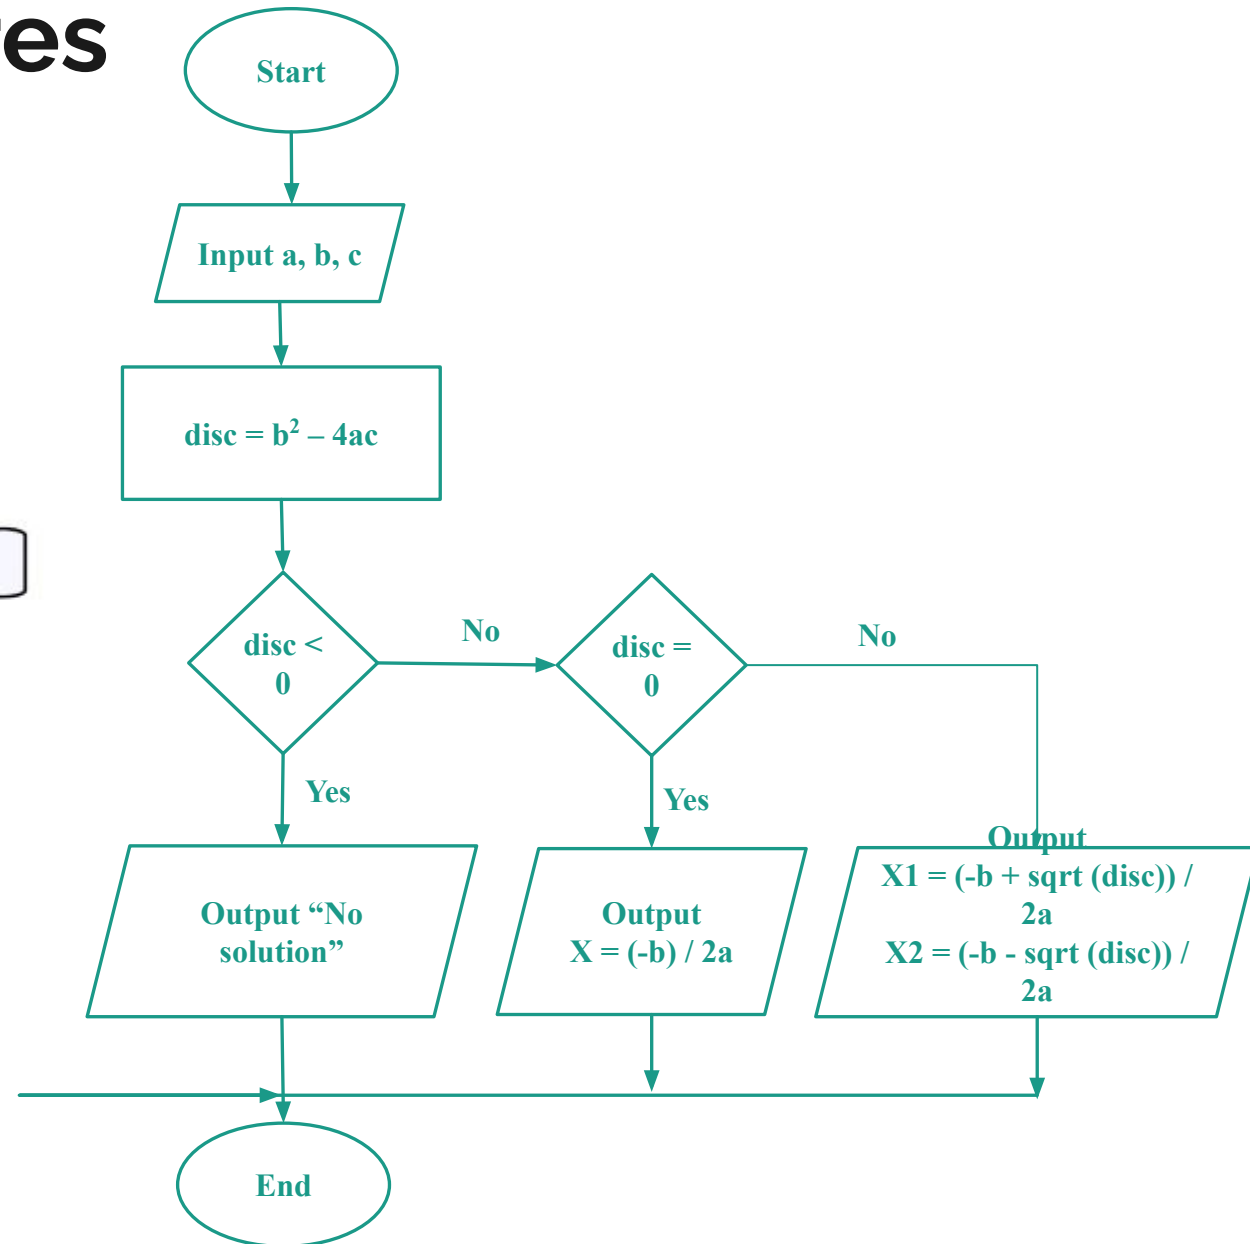 Start
Input a, b, c
disc = b² – 4ac
disc <
0
No
disc =
0
No
Yes
Yes
Output “No
solution”
Output
X = (-b) / 2a
Output
X1 = (-b + sqrt (disc)) /
2a
X2 = (-b - sqrt (disc)) /
2a
End